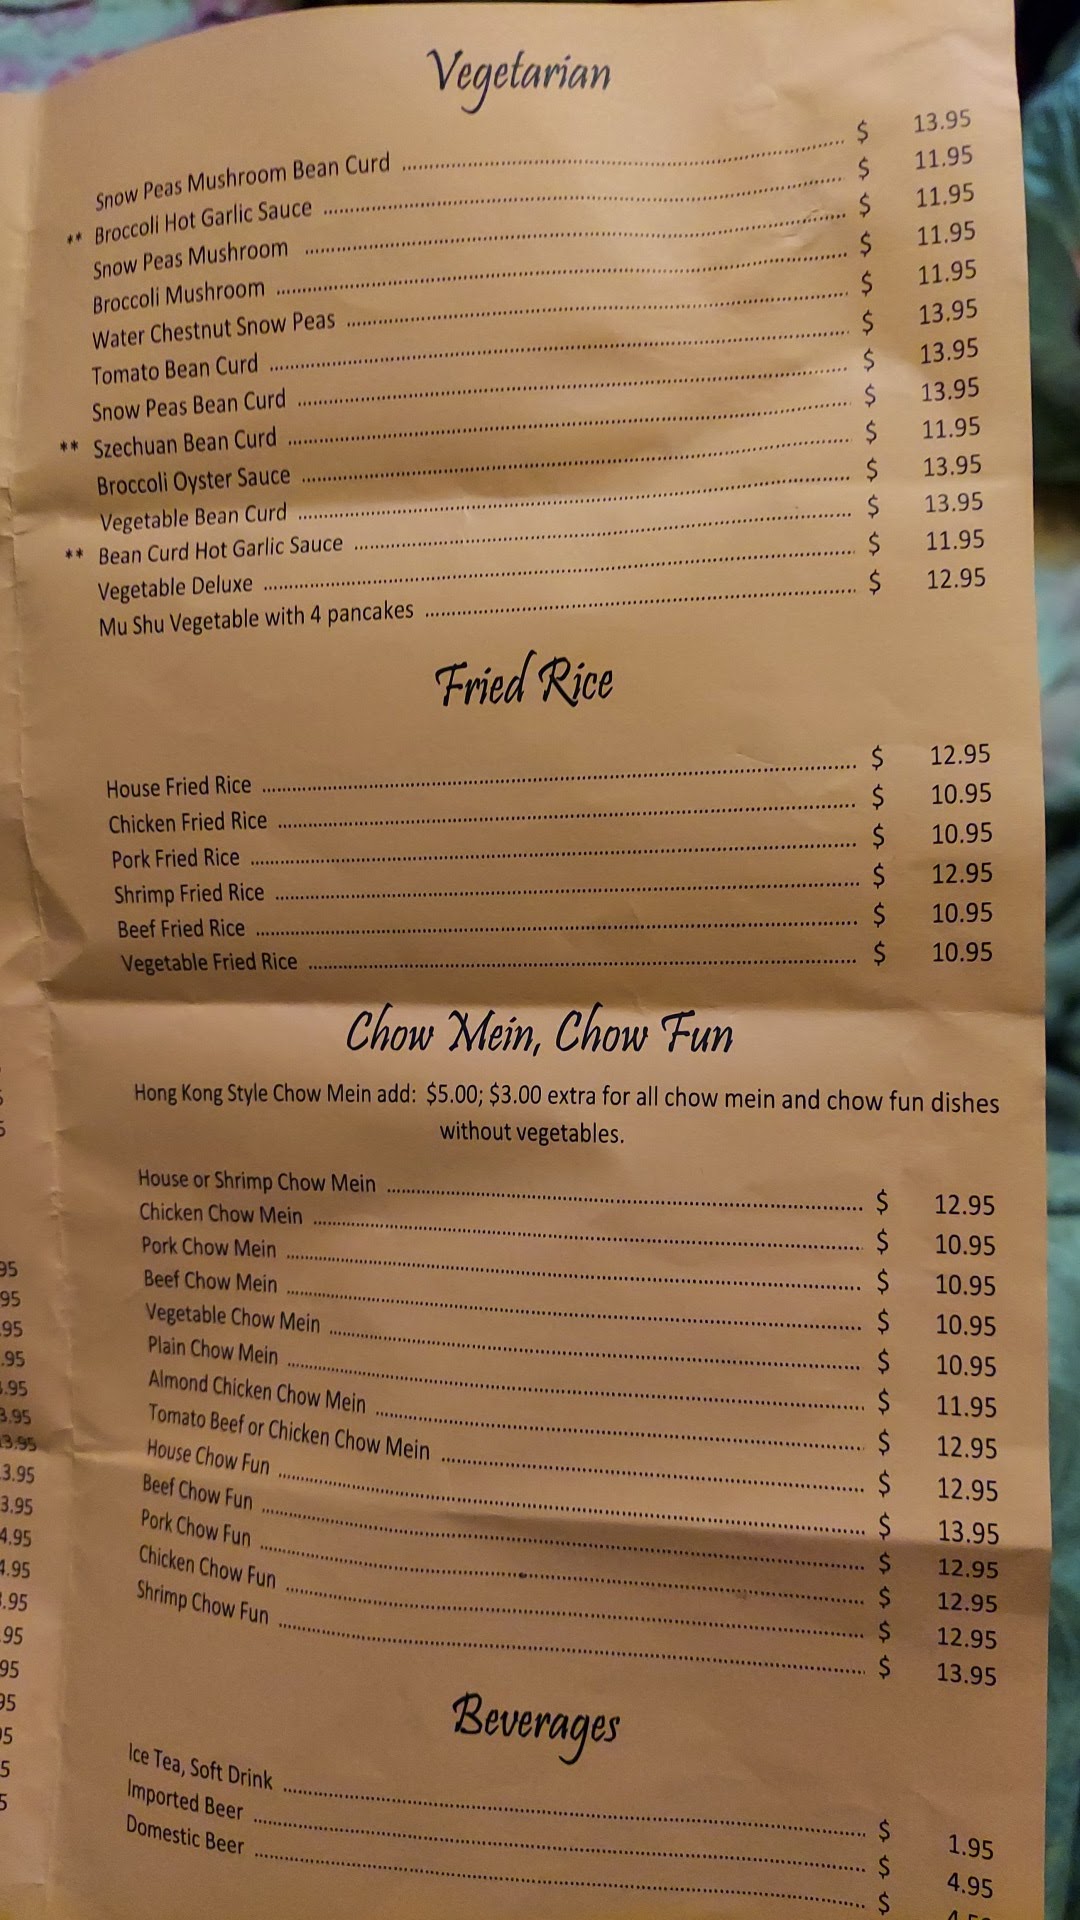 Vegetarian
Snow Peas Mushroom Bean Curd ........ $ 13.95
** Broccoli Hot Garlic Sauce ........ $ 11.95
Snow Peas Mushroom ........ $ 11.95
Broccoli Mushroom ........ $ 11.95
Water Chestnut Snow Peas ........ $ 11.95
Tomato Bean Curd ........ $ 13.95
Snow Peas Bean Curd ........ $ 13.95
** Szechuan Bean Curd ........ $ 13.95
Broccoli Oyster Sauce ........ $ 11.95
Vegetable Bean Curd ........ $ 13.95
** Bean Curd Hot Garlic Sauce ........ $ 13.95
Vegetable Deluxe ........ $ 11.95
Mu Shu Vegetable with 4 pancakes ........ $ 12.95
Fried Rice
House Fried Rice ........ $ 12.95
Chicken Fried Rice ........ $ 10.95
Pork Fried Rice ........ $ 10.95
Shrimp Fried Rice ........ $ 12.95
Beef Fried Rice ........ $ 10.95
Vegetable Fried Rice ........ $ 10.95
Chow Mein, Chow Fun
Hong Kong Style Chow Mein add: $5.00; $3.00 extra for all chow mein and chow fun dishes
without vegetables.
House or Shrimp Chow Mein ........ $ 12.95
Chicken Chow Mein ........ $ 10.95
Pork Chow Mein ........ $ 10.95
Beef Chow Mein ........ $ 10.95
Vegetable Chow Mein ........ $ 10.95
Plain Chow Mein ........ $ 11.95
Almond Chicken Chow Mein ........ $ 12.95
Tomato Beef or Chicken Chow Mein ........ $ 12.95
House Chow Fun ........ $ 13.95
Beef Chow Fun ........ $ 12.95
Pork Chow Fun ........ $ 12.95
Chicken Chow Fun ........ $ 12.95
Shrimp Chow Fun ........ $ 13.95
Beverages
Ice Tea, Soft Drink ........ $ 1.95
Imported Beer ........ $ 4.95
Domestic Beer ........ $